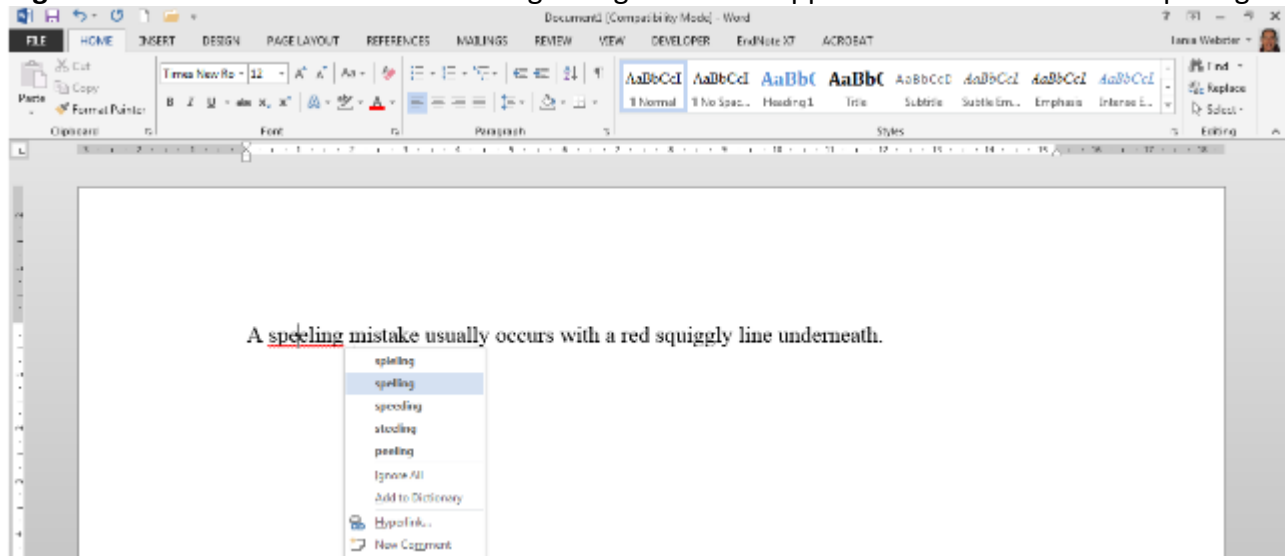 Document1 [Compatibility Mode] - Word
FILE HOME INSERT DESIGN PAGE LAYOUT REFERENCES MAILINGS REVIEW VIEW DEVELOPER EndNote X7 ACROBAT Tania Webster
Cut
Copy
Paste
Format Painter
Times New Ro 12
B I U abc
AaBbCcI AaBbCcI AaBbC AaBbC AaBbCcD AaBbCcI AaBbCcI AaBbCcI
¶ Normal ¶ No Spac... Heading 1 Title Subtitle Subtle Em... Emphasis Intense E...
Find
Replace
Select
Clipboard Font Paragraph Styles Editing
A speeling mistake usually occurs with a red squiggly line underneath.
spieling
spelling
speeding
steeling
peeling
Ignore All
Add to Dictionary
Hyperlink...
New Comment